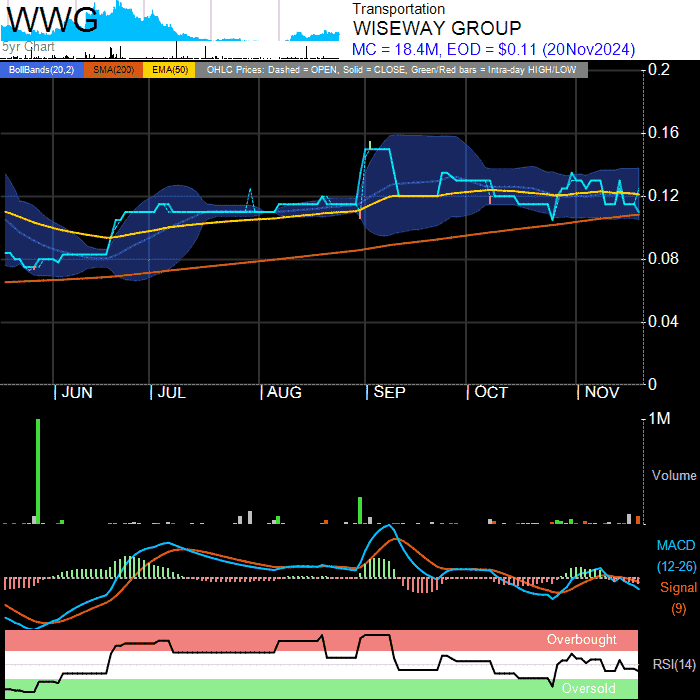 WWG
5yr Chart
Transportation
WISEWAY GROUP
MC = 18.4M, EOD = $0.11 (20Nov2024)
BollBands(20,2) SMA(200) EMA(50) OHLC Prices: Dashed = OPEN, Solid = CLOSE, Green/Red bars = Intra-day HIGH/LOW
0.2
0.16
0.12
0.08
0.04
0
JUN JUL AUG SEP OCT NOV
1M
Volume
MACD
(12-26)
Signal
(9)
Overbought
RSI(14)
Oversold